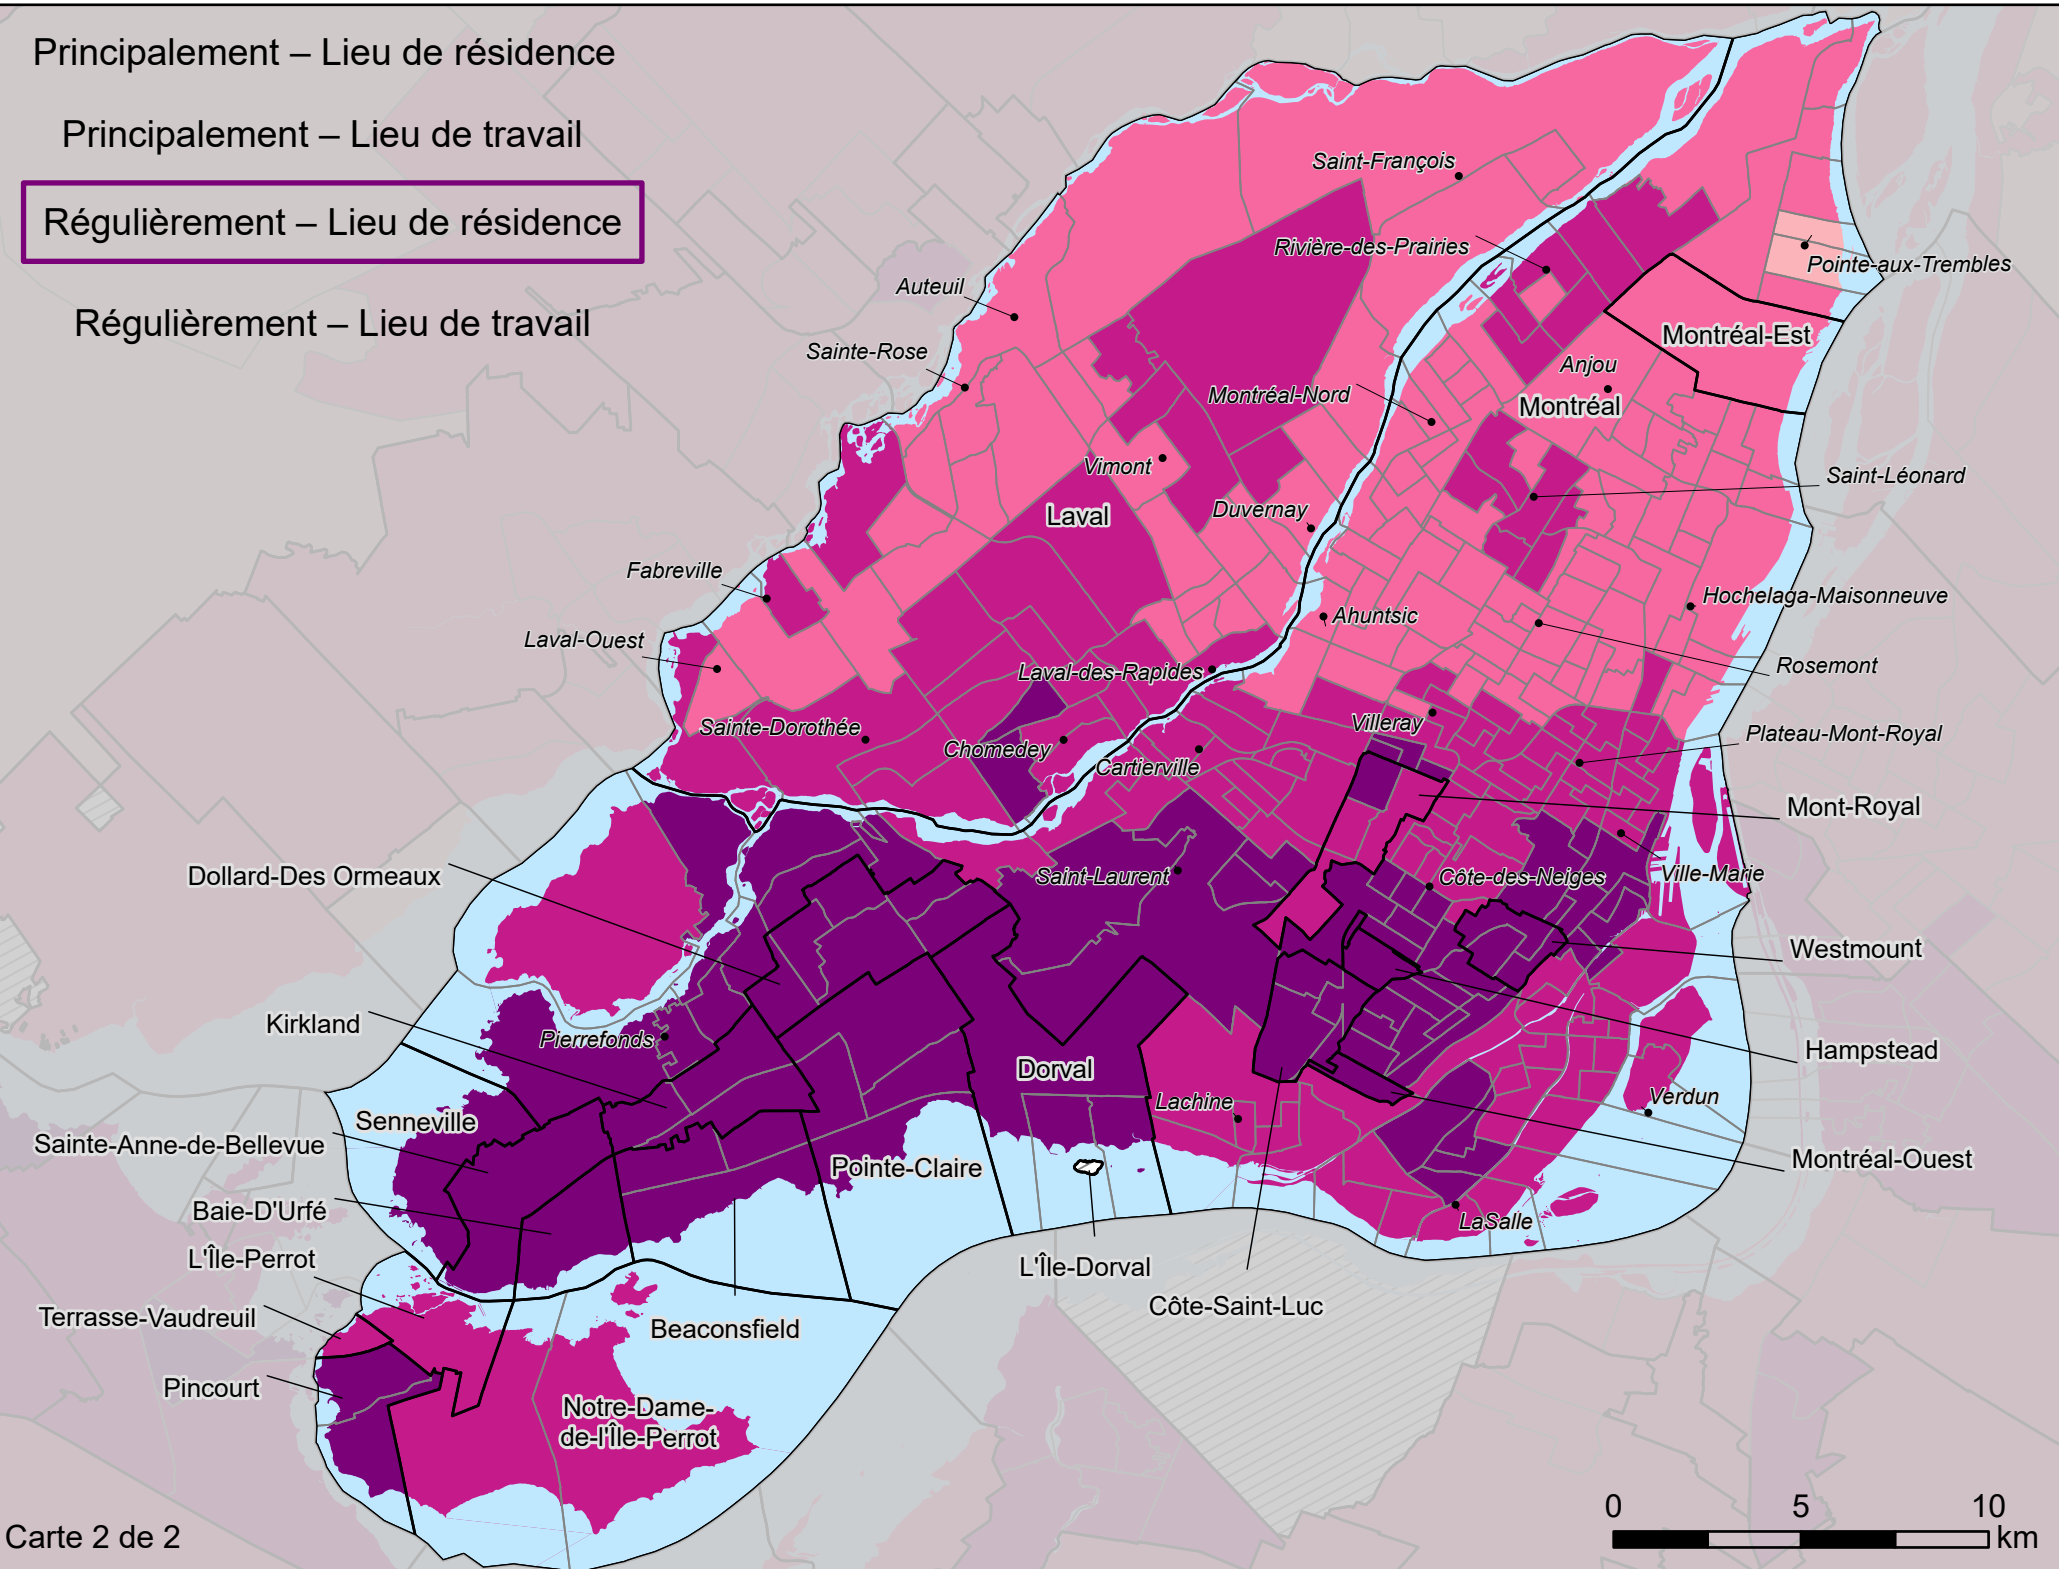 Principalement – Lieu de résidence
Principalement – Lieu de travail
Régulièrement – Lieu de résidence
Régulièrement – Lieu de travail
Saint-François
Rivière-des-Prairies
Pointe-aux-Trembles
Auteuil
Sainte-Rose
Montréal-Est
Anjou
Montréal-Nord
Montréal
Vimont
Saint-Léonard
Laval
Duvernay
Fabreville
Hochelaga-Maisonneuve
Ahuntsic
Laval-Ouest
Laval-des-Rapides
Rosemont
Sainte-Dorothée
Villeray
Chomedey
Plateau-Mont-Royal
Cartierville
Mont-Royal
Dollard-Des Ormeaux
Saint-Laurent
Côte-des-Neiges
Ville-Marie
Westmount
Kirkland
Pierrefonds
Hampstead
Dorval
Lachine
Verdun
Senneville
Sainte-Anne-de-Bellevue
Pointe-Claire
Montréal-Ouest
Baie-D'Urfé
LaSalle
L'Île-Perrot
L'Île-Dorval
Côte-Saint-Luc
Terrasse-Vaudreuil
Beaconsfield
Pincourt
Notre-Dame-
de-l'Île-Perrot
0 5 10
km
Carte 2 de 2